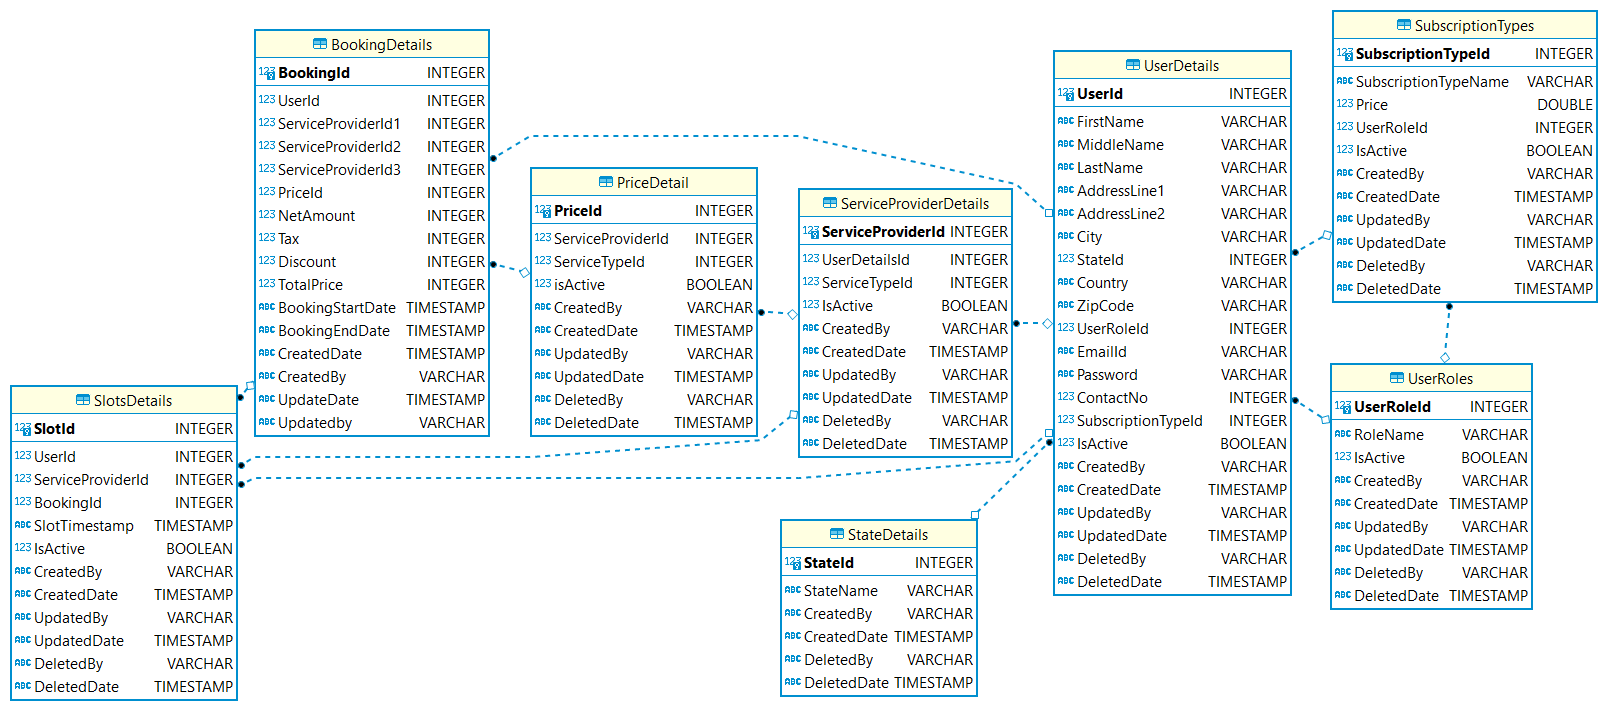 BookingDetails
BookingId INTEGER
UserId INTEGER
ServiceProviderId1 INTEGER
ServiceProviderId2 INTEGER
ServiceProviderId3 INTEGER
PriceId INTEGER
NetAmount INTEGER
Tax INTEGER
Discount INTEGER
TotalPrice INTEGER
BookingStartDate TIMESTAMP
BookingEndDate TIMESTAMP
CreatedDate TIMESTAMP
CreatedBy VARCHAR
UpdateDate TIMESTAMP
Updatedby VARCHAR
SlotsDetails
SlotId INTEGER
UserId INTEGER
ServiceProviderId INTEGER
BookingId INTEGER
SlotTimestamp TIMESTAMP
IsActive BOOLEAN
CreatedBy VARCHAR
CreatedDate TIMESTAMP
UpdatedBy VARCHAR
UpdatedDate TIMESTAMP
DeletedBy VARCHAR
DeletedDate TIMESTAMP
PriceDetail
PriceId INTEGER
ServiceProviderId INTEGER
ServiceTypeId INTEGER
isActive BOOLEAN
CreatedBy VARCHAR
CreatedDate TIMESTAMP
UpdatedBy VARCHAR
UpdatedDate TIMESTAMP
DeletedBy VARCHAR
DeletedDate TIMESTAMP
ServiceProviderDetails
ServiceProviderId INTEGER
UserDetailsId INTEGER
ServiceTypeId INTEGER
IsActive BOOLEAN
CreatedBy VARCHAR
CreatedDate TIMESTAMP
UpdatedBy VARCHAR
UpdatedDate TIMESTAMP
DeletedBy VARCHAR
DeletedDate TIMESTAMP
StateDetails
StateId INTEGER
StateName VARCHAR
CreatedBy VARCHAR
CreatedDate TIMESTAMP
DeletedBy VARCHAR
DeletedDate TIMESTAMP
UserDetails
UserId INTEGER
FirstName VARCHAR
MiddleName VARCHAR
LastName VARCHAR
AddressLine1 VARCHAR
AddressLine2 VARCHAR
City VARCHAR
StateId INTEGER
Country VARCHAR
ZipCode VARCHAR
UserRoleId INTEGER
EmailId VARCHAR
Password VARCHAR
ContactNo INTEGER
SubscriptionTypeId INTEGER
IsActive BOOLEAN
CreatedBy VARCHAR
CreatedDate TIMESTAMP
UpdatedBy VARCHAR
UpdatedDate TIMESTAMP
DeletedBy VARCHAR
DeletedDate TIMESTAMP
SubscriptionTypes
SubscriptionTypeId INTEGER
SubscriptionTypeName VARCHAR
Price DOUBLE
UserRoleId INTEGER
IsActive BOOLEAN
CreatedBy VARCHAR
CreatedDate TIMESTAMP
UpdatedBy VARCHAR
UpdatedDate TIMESTAMP
DeletedBy VARCHAR
DeletedDate TIMESTAMP
UserRoles
UserRoleId INTEGER
RoleName VARCHAR
IsActive BOOLEAN
CreatedBy VARCHAR
CreatedDate TIMESTAMP
UpdatedBy VARCHAR
UpdatedDate TIMESTAMP
DeletedBy VARCHAR
DeletedDate TIMESTAMP